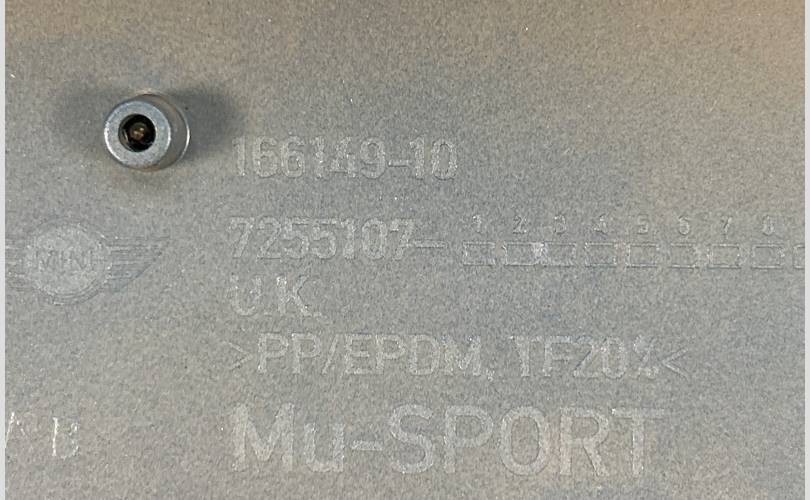 166149-10
7255107- 1 2 3 4 5 6 7 8
MINI
U.K.
>PP/EPDM, TF20%<
Mu-SPORT